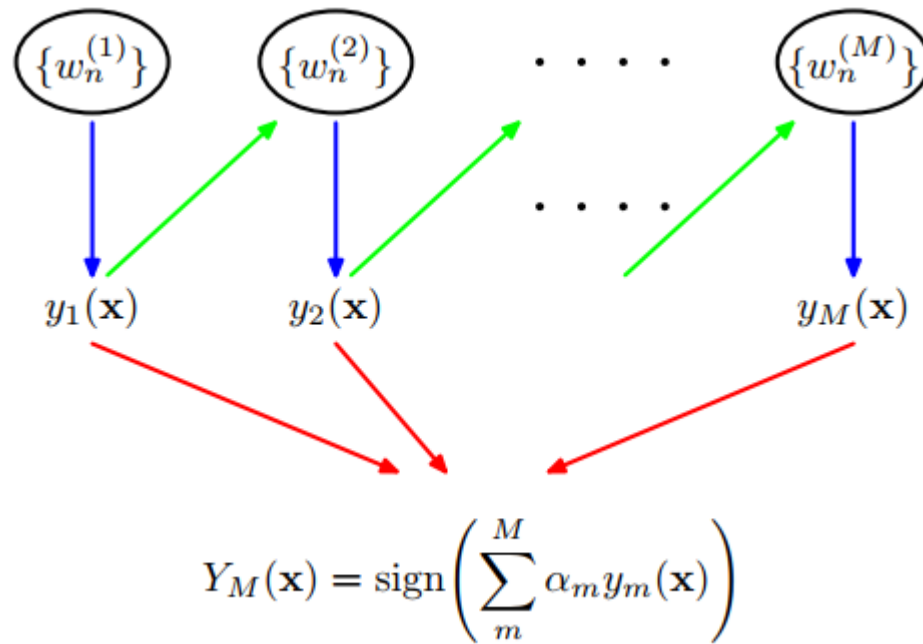 {w_n^{(1)}} {w_n^{(2)}} . . . . {w_n^{(M)}}
. . . .
y_1(x) y_2(x) y_M(x)
Y_M(x) = sign(∑_m^M α_m y_m(x))